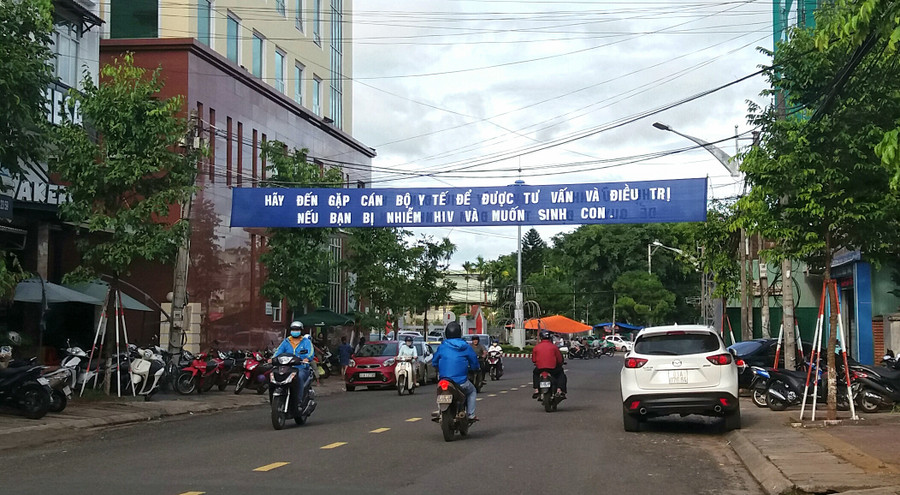 HÃY ĐẾN GẶP CÁN BỘ Y TẾ ĐỂ ĐƯỢC TƯ VẤN VÀ ĐIỀU TRỊ
NẾU BẠN BỊ NHIỄM HIV VÀ MUỐN SINH CON